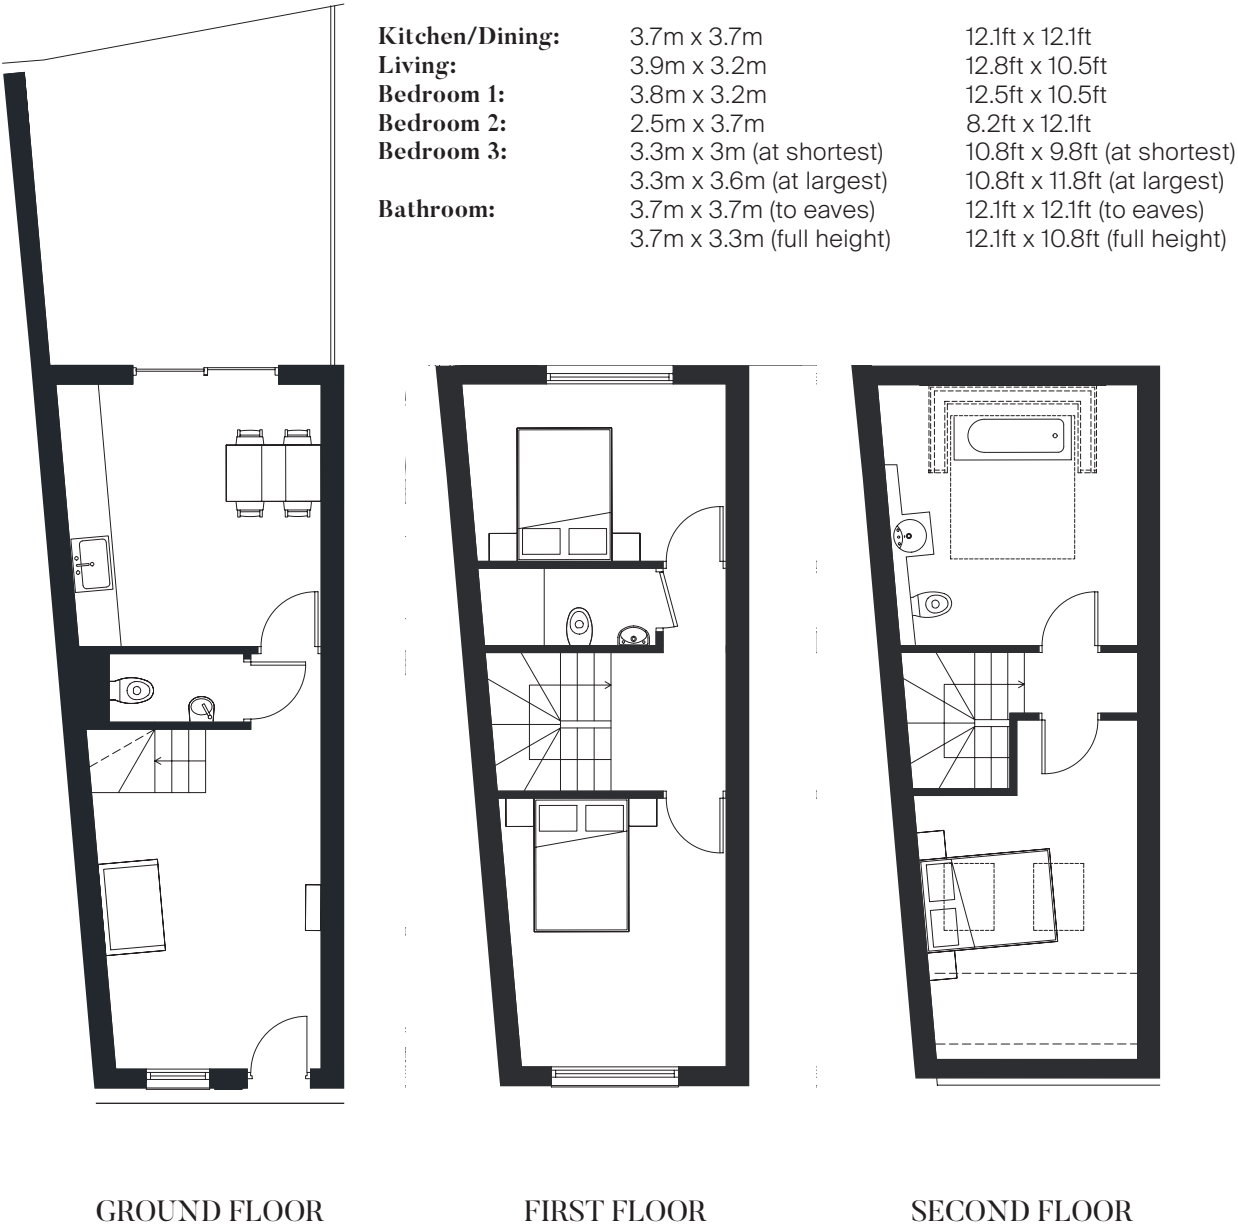 Kitchen/Dining: 3.7m x 3.7m 12.1ft x 12.1ft
Living: 3.9m x 3.2m 12.8ft x 10.5ft
Bedroom 1: 3.8m x 3.2m 12.5ft x 10.5ft
Bedroom 2: 2.5m x 3.7m 8.2ft x 12.1ft
Bedroom 3: 3.3m x 3m (at shortest) 10.8ft x 9.8ft (at shortest)
3.3m x 3.6m (at largest) 10.8ft x 11.8ft (at largest)
Bathroom: 3.7m x 3.7m (to eaves) 12.1ft x 12.1ft (to eaves)
3.7m x 3.3m (full height) 12.1ft x 10.8ft (full height)
GROUND FLOOR FIRST FLOOR SECOND FLOOR